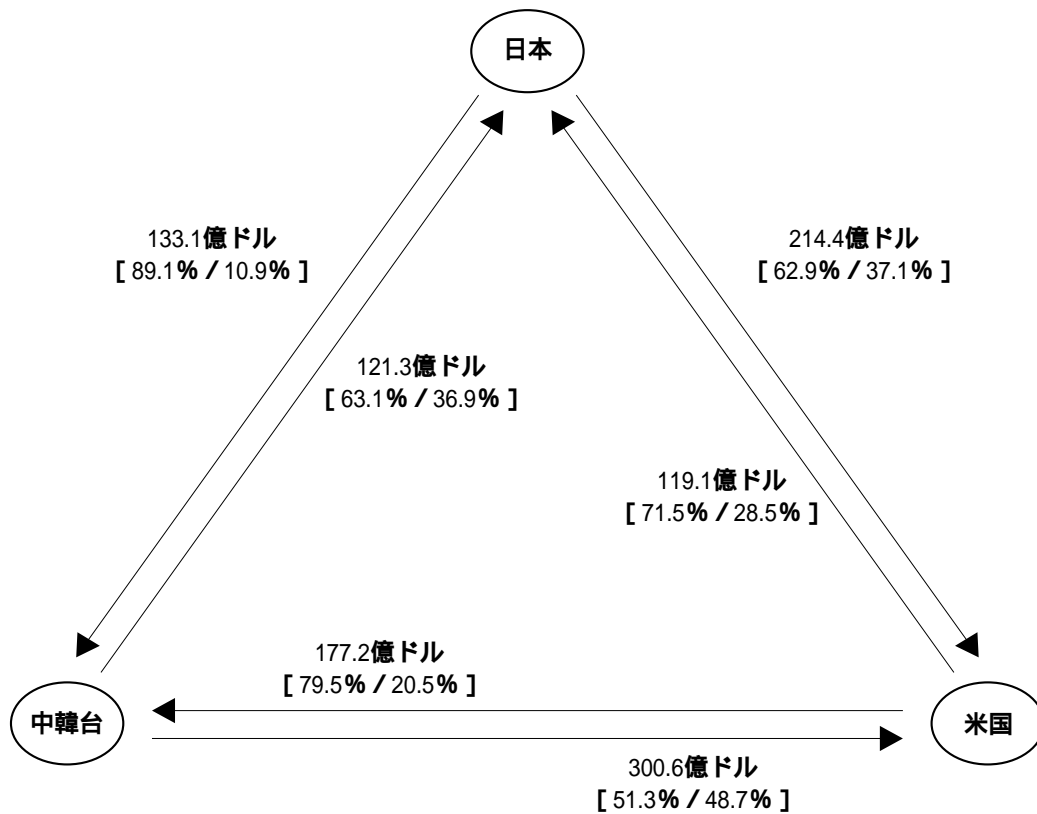 日本
133.1億ドル
[ 89.1% / 10.9% ]
214.4億ドル
[ 62.9% / 37.1% ]
121.3億ドル
[ 63.1% / 36.9% ]
119.1億ドル
[ 71.5% / 28.5% ]
177.2億ドル
[ 79.5% / 20.5% ]
中韓台
米国
300.6億ドル
[ 51.3% / 48.7% ]